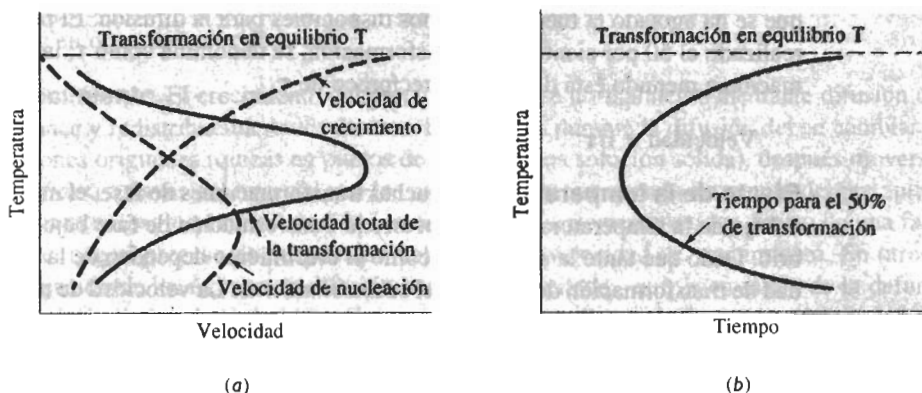 Transformación en equilibrio T
Velocidad de
crecimiento
Velocidad total de
la transformación
Velocidad de nucleación
Temperatura
Velocidad
(a)
Transformación en equilibrio T
Tiempo para el 50%
de transformación
Temperatura
Tiempo
(b)